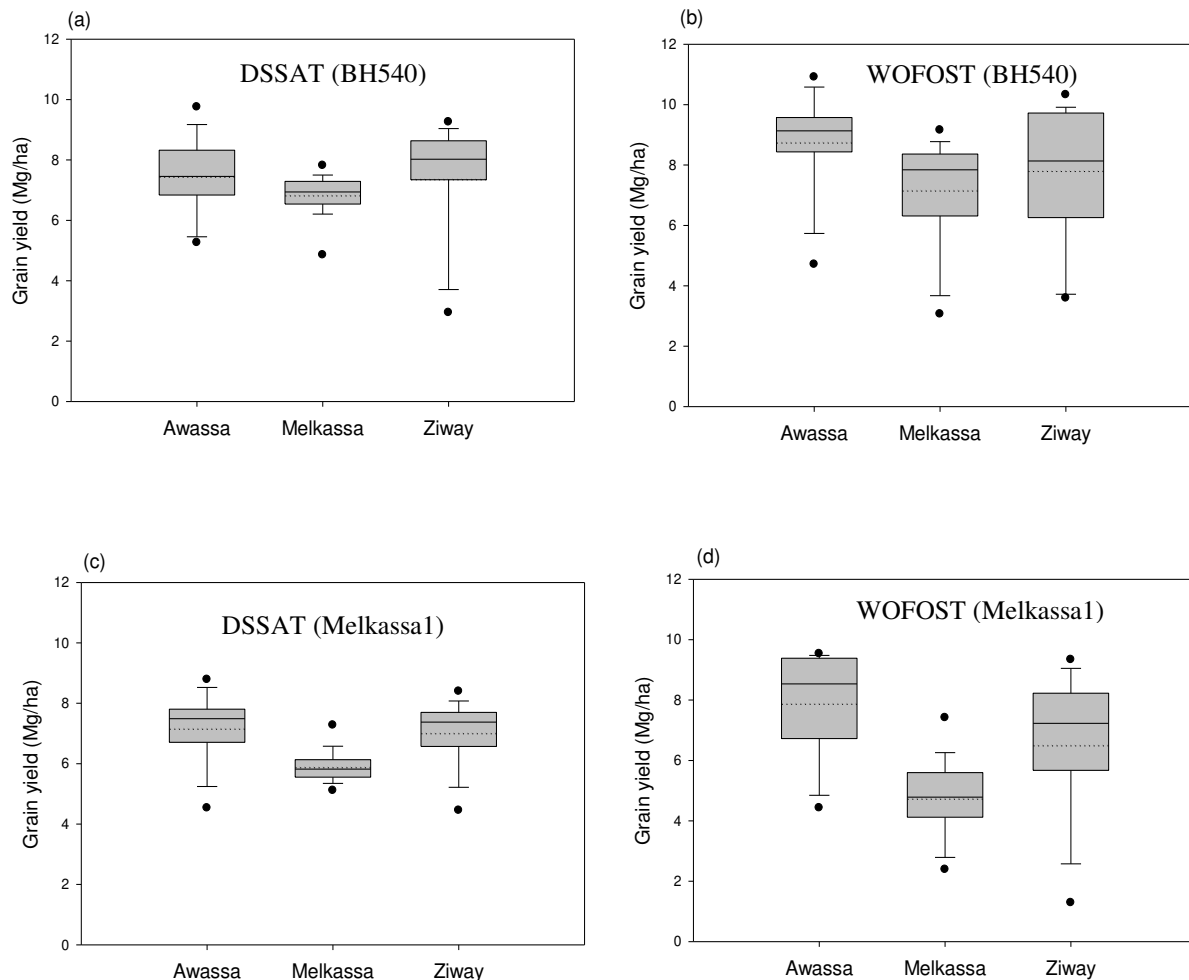 (a)
DSSAT (BH540)
Grain yield (Mg/ha)
12
10
8
6
4
2
0
Awassa Melkassa Ziway
(b)
WOFOST (BH540)
Grain yield (Mg/ha)
12
10
8
6
4
2
0
Awassa Melkassa Ziway
(c)
DSSAT (Melkassa1)
Grain yield (Mg/ha)
12
10
8
6
4
2
0
Awassa Melkassa Ziway
(d)
WOFOST (Melkassa1)
Grain yield (Mg/ha)
12
10
8
6
4
2
0
Awassa Melkassa Ziway